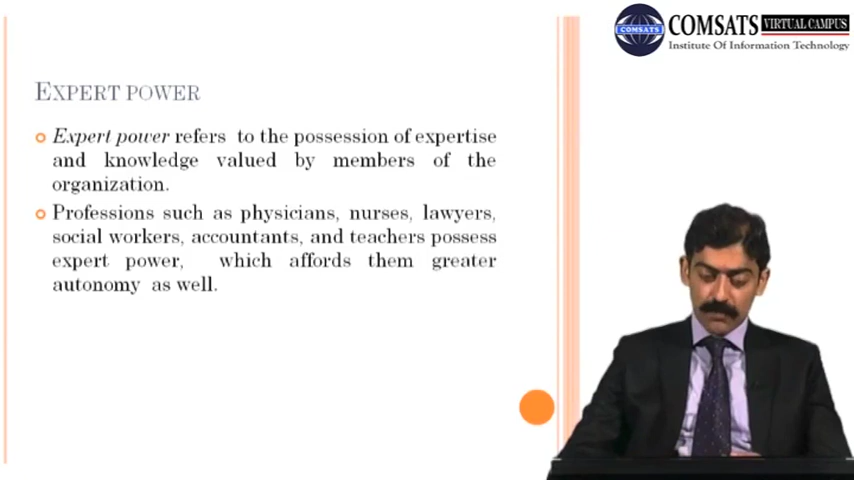 COMSATS VIRTUAL CAMPUS
COMSATS
Institute Of Information Technology
EXPERT POWER
Expert power refers to the possession of expertise
and knowledge valued by members of the
organization.
Professions such as physicians, nurses, lawyers,
social workers, accountants, and teachers possess
expert power, which affords them greater
autonomy as well.